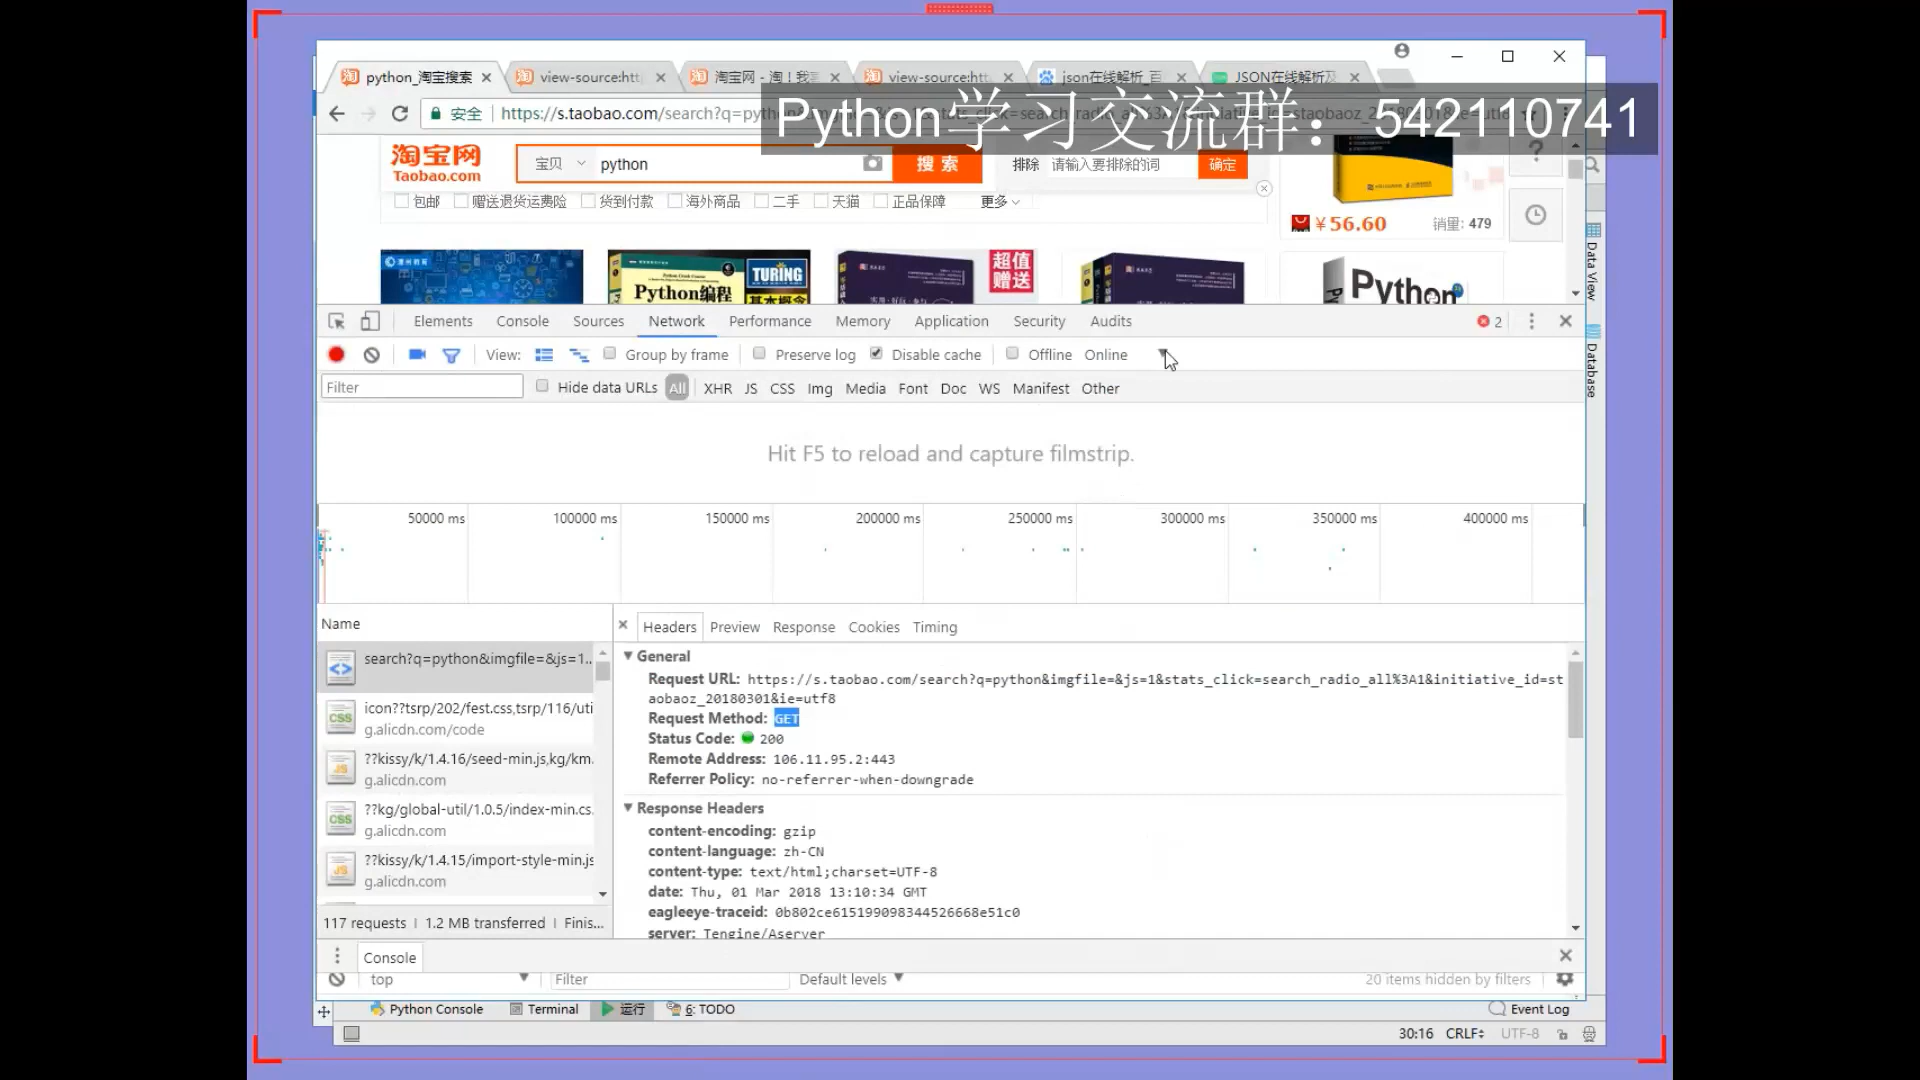 python_淘宝搜索
view-source:htt
淘宝网 - 淘！我
view-source:htt
json在线解析_百
JSON在线解析及
安全
https://s.taobao.com/search?q=python
Python学习交流群： 542110741
淘宝网
Taobao.com
宝贝
python
搜 索
排除
请输入要排除的词
确定
包邮
赠送退货运费险
货到付款
海外商品
二手
天猫
正品保障
更多
￥56.60
销量: 479
TURING
Python编程
超值
赠送
Python
Data View
Database
Elements
Console
Sources
Network
Performance
Memory
Application
Security
Audits
2
View:
Group by frame
Preserve log
Disable cache
Offline
Online
Filter
Hide data URLs
All
XHR
JS
CSS
Img
Media
Font
Doc
WS
Manifest
Other
Hit F5 to reload and capture filmstrip.
50000 ms
100000 ms
150000 ms
200000 ms
250000 ms
300000 ms
350000 ms
400000 ms
Name
search?q=python&imgfile=&js=1...
icon??tsrp/202/fest.css,tsrp/116/uti
g.alicdn.com/code
??kissy/k/1.4.16/seed-min.js,kg/km.
g.alicdn.com
??kg/global-util/1.0.5/index-min.cs.
g.alicdn.com
??kissy/k/1.4.15/import-style-min.js
g.alicdn.com
117 requests | 1.2 MB transferred | Finis...
Headers
Preview
Response
Cookies
Timing
General
Request URL: https://s.taobao.com/search?q=python&imgfile=&js=1&stats_click=search_radio_all%3A1&initiative_id=st
aobaoz_20180301&ie=utf8
Request Method: GET
Status Code: 200
Remote Address: 106.11.95.2:443
Referrer Policy: no-referrer-when-downgrade
Response Headers
content-encoding: gzip
content-language: zh-CN
content-type: text/html;charset=UTF-8
date: Thu, 01 Mar 2018 13:10:34 GMT
eagleeye-traceid: 0b802ce615199098344526668e51c0
server: Tengine/Aserver
Console
top
Filter
Default levels
20 items hidden by filters
Python Console
Terminal
运行
6: TODO
Event Log
30:16
CRLF
UTF-8